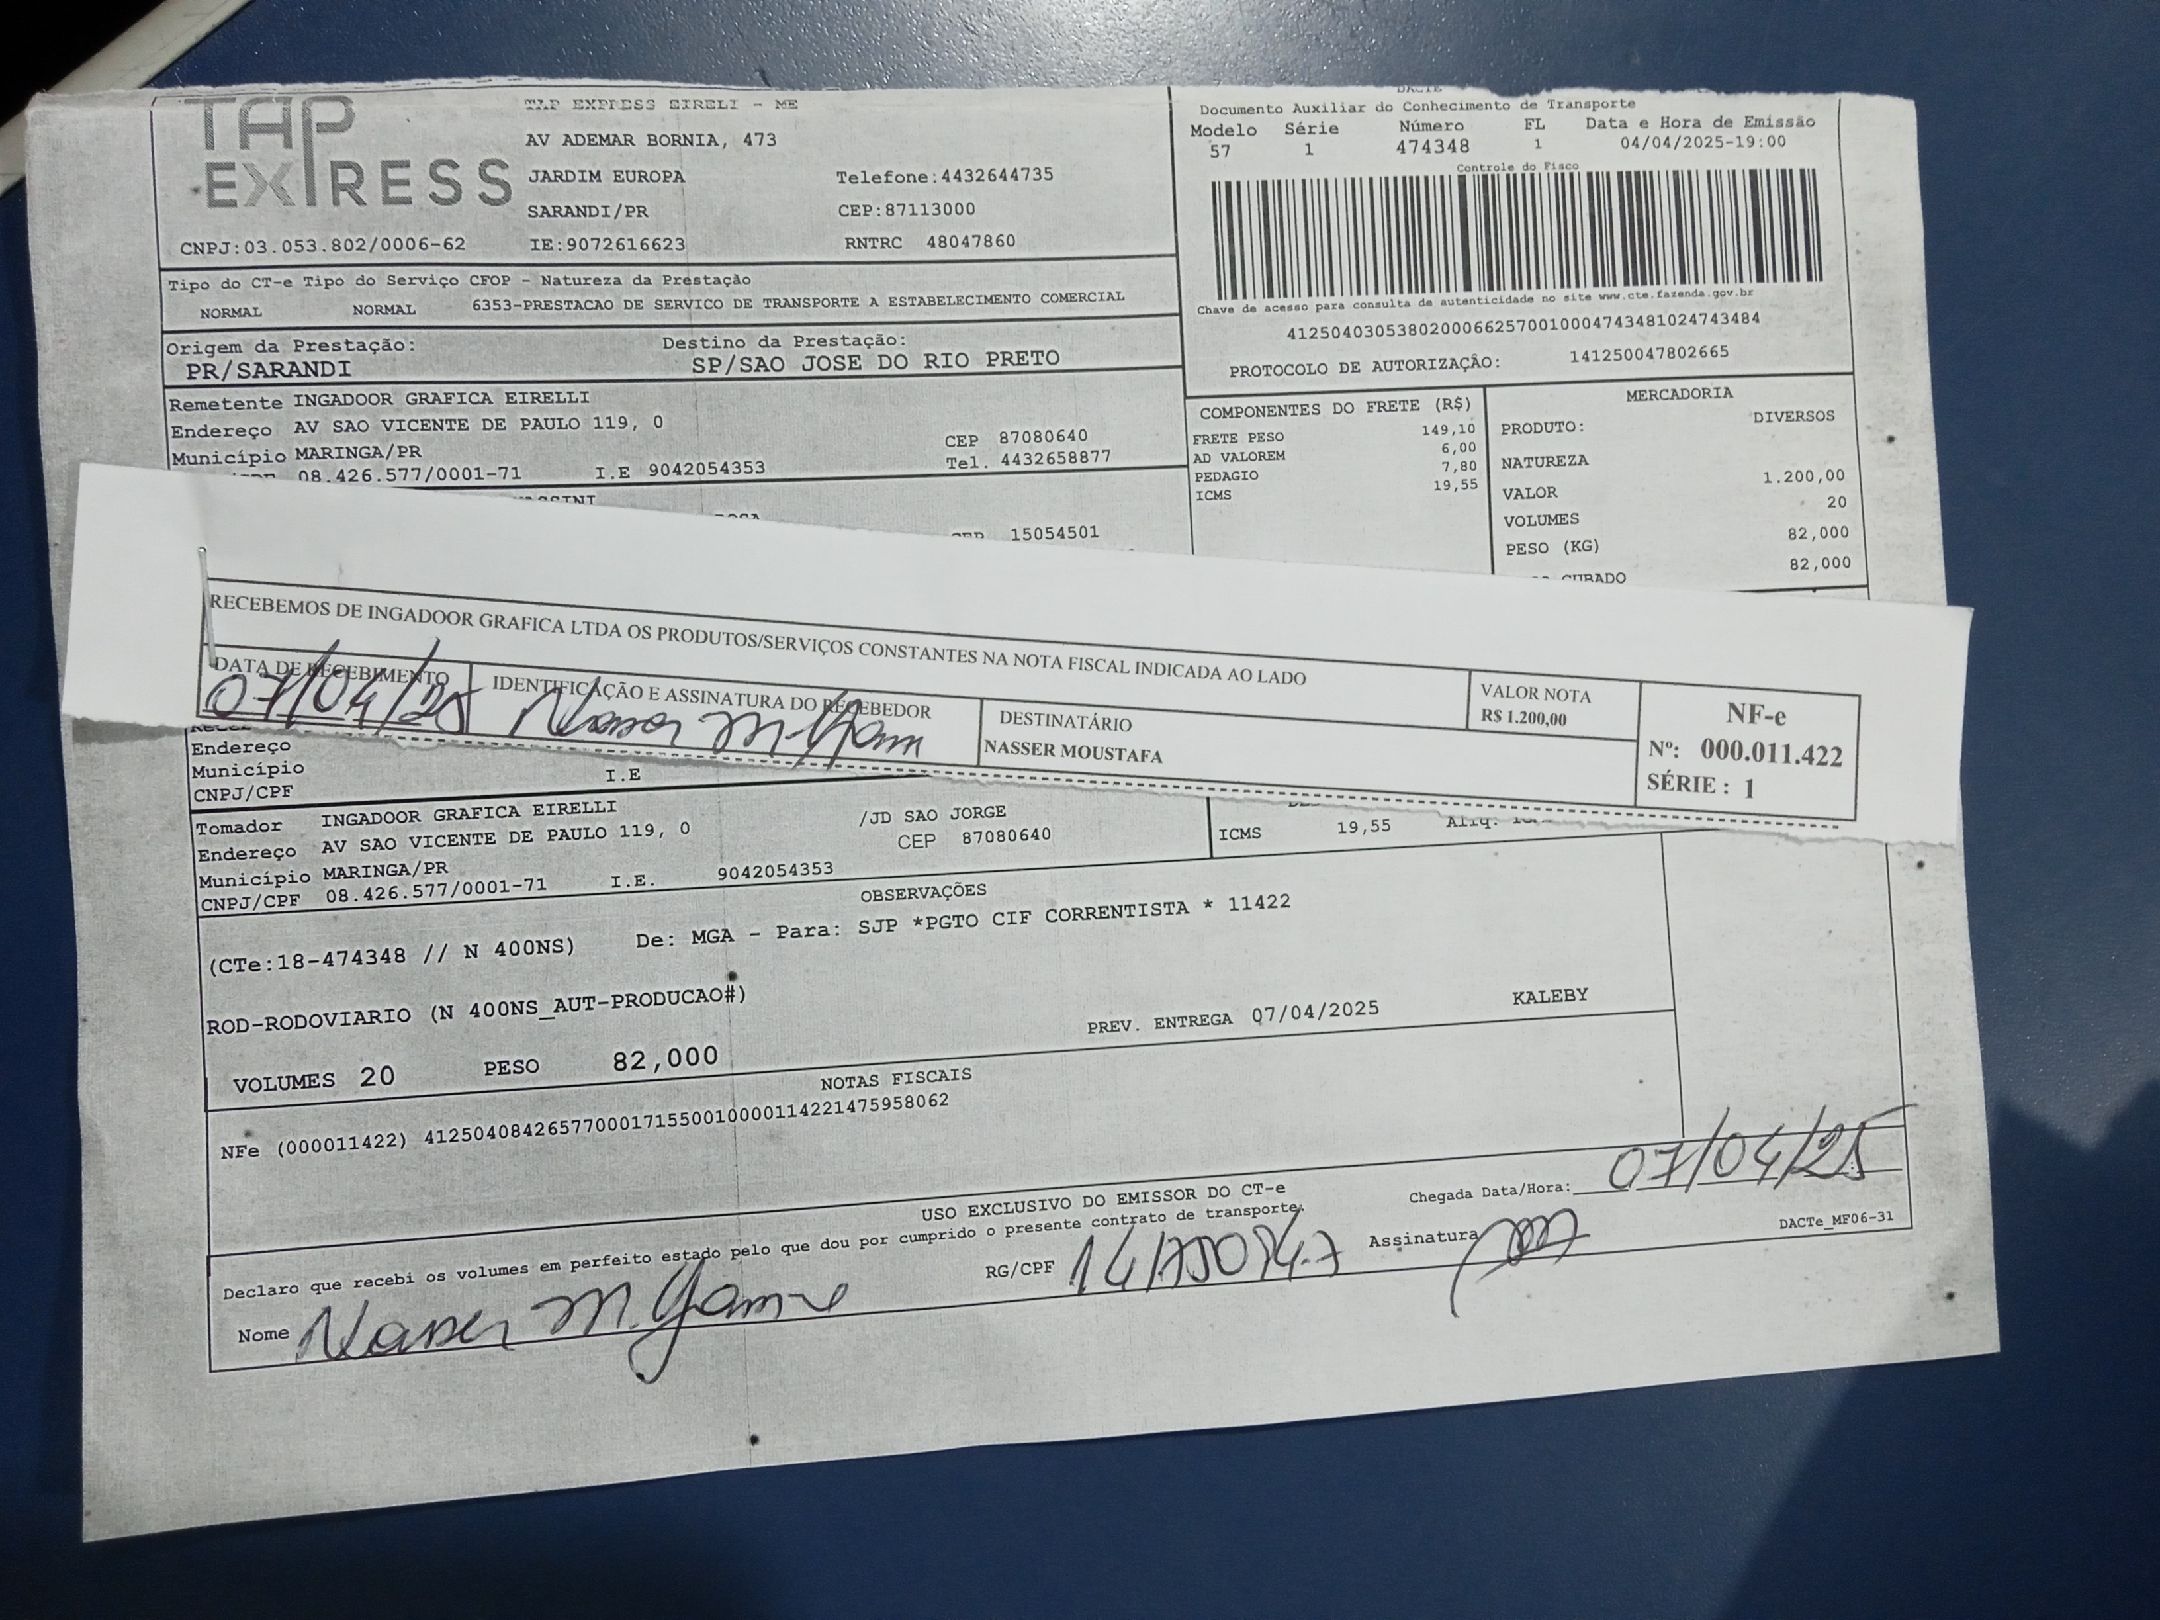 TAP EXPRESS
TAP EXPRESS EIRELI - ME
AV ADEMAR BORNIA, 473
JARDIM EUROPA Telefone:4432644735
SARANDI/PR CEP:87113000
CNPJ:03.053.802/0006-62 IE:9072616623 RNTRC 48047860
DACTE
Documento Auxiliar do Conhecimento de Transporte
Modelo Série Número FL Data e Hora de Emissão
57 1 474348 1 04/04/2025-19:00
Controle do Fisco
Chave de acesso para consulta de autenticidade no site www.cte.fazenda.gov.br
41250403053802000662570010004743481024743484
PROTOCOLO DE AUTORIZAÇÃO: 141250047802665
Tipo do CT-e Tipo do Serviço CFOP - Natureza da Prestação
NORMAL NORMAL 6353-PRESTACAO DE SERVICO DE TRANSPORTE A ESTABELECIMENTO COMERCIAL
Origem da Prestação: Destino da Prestação:
PR/SARANDI SP/SAO JOSE DO RIO PRETO
Remetente INGADOOR GRAFICA EIRELLI
Endereço AV SAO VICENTE DE PAULO 119, 0 CEP 87080640
Município MARINGA/PR Tel. 4432658877
08.426.577/0001-71 I.E 9042054353
15054501
COMPONENTES DO FRETE (R$)
FRETE PESO 149,10
AD VALOREM 6,00
PEDAGIO 7,80
ICMS 19,55
MERCADORIA
PRODUTO: DIVERSOS
NATUREZA
VALOR 1.200,00
VOLUMES 20
PESO (KG) 82,000
CUBADO 82,000
RECEBEMOS DE INGADOOR GRAFICA LTDA OS PRODUTOS/SERVIÇOS CONSTANTES NA NOTA FISCAL INDICADA AO LADO
DATA DE RECEBIMENTO IDENTIFICAÇÃO E ASSINATURA DO RECEBEDOR
07/04/25 Nasser M
DESTINATÁRIO
NASSER MOUSTAFA
VALOR NOTA
R$ 1.200,00
NF-e
Nº: 000.011.422
SÉRIE : 1
Endereço
Município I.E
CNPJ/CPF
Tomador INGADOOR GRAFICA EIRELLI
Endereço AV SAO VICENTE DE PAULO 119, 0 /JD SAO JORGE
Município MARINGA/PR CEP 87080640
CNPJ/CPF 08.426.577/0001-71 I.E. 9042054353
ICMS 19,55 Aliq.
OBSERVAÇÕES
(CTe:18-474348 // N 400NS) De: MGA - Para: SJP *PGTO CIF CORRENTISTA * 11422
ROD-RODOVIARIO (N 400NS_AUT-PRODUCAO#)
PREV. ENTREGA 07/04/2025 KALEBY
VOLUMES 20 PESO 82,000
NOTAS FISCAIS
NFe (000011422) 41250408426577000171550010000114221475958062
USO EXCLUSIVO DO EMISSOR DO CT-e
Declaro que recebi os volumes em perfeito estado pelo que dou por cumprido o presente contrato de transporte.
Chegada Data/Hora: 07/04/25
Nome Nasser M.
RG/CPF
Assinatura
DACTe_MF06-31